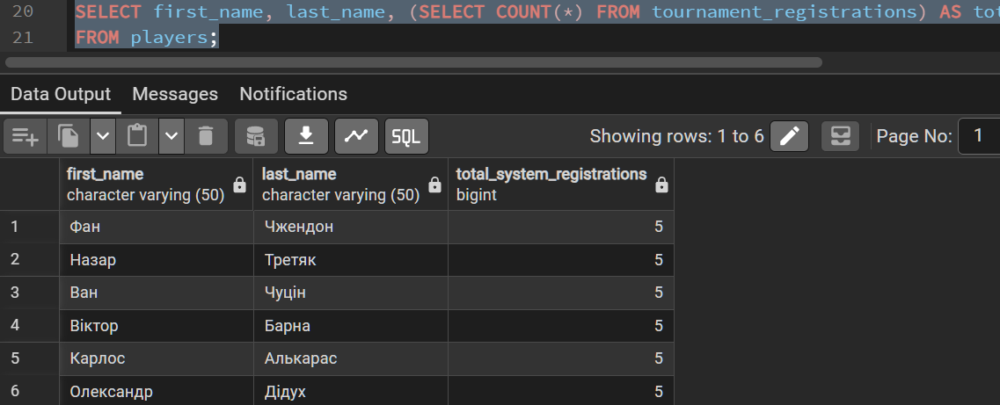 20 SELECT first_name, last_name, (SELECT COUNT(*) FROM tournament_registrations) AS tot
21 FROM players;
Data Output Messages Notifications
SQL Showing rows: 1 to 6 Page No: 1
first_name last_name total_system_registrations
character varying (50) character varying (50) bigint
1 Фан Чжендон 5
2 Назар Третяк 5
3 Ван Чуцін 5
4 Віктор Барна 5
5 Карлос Алькарас 5
6 Олександр Дідух 5